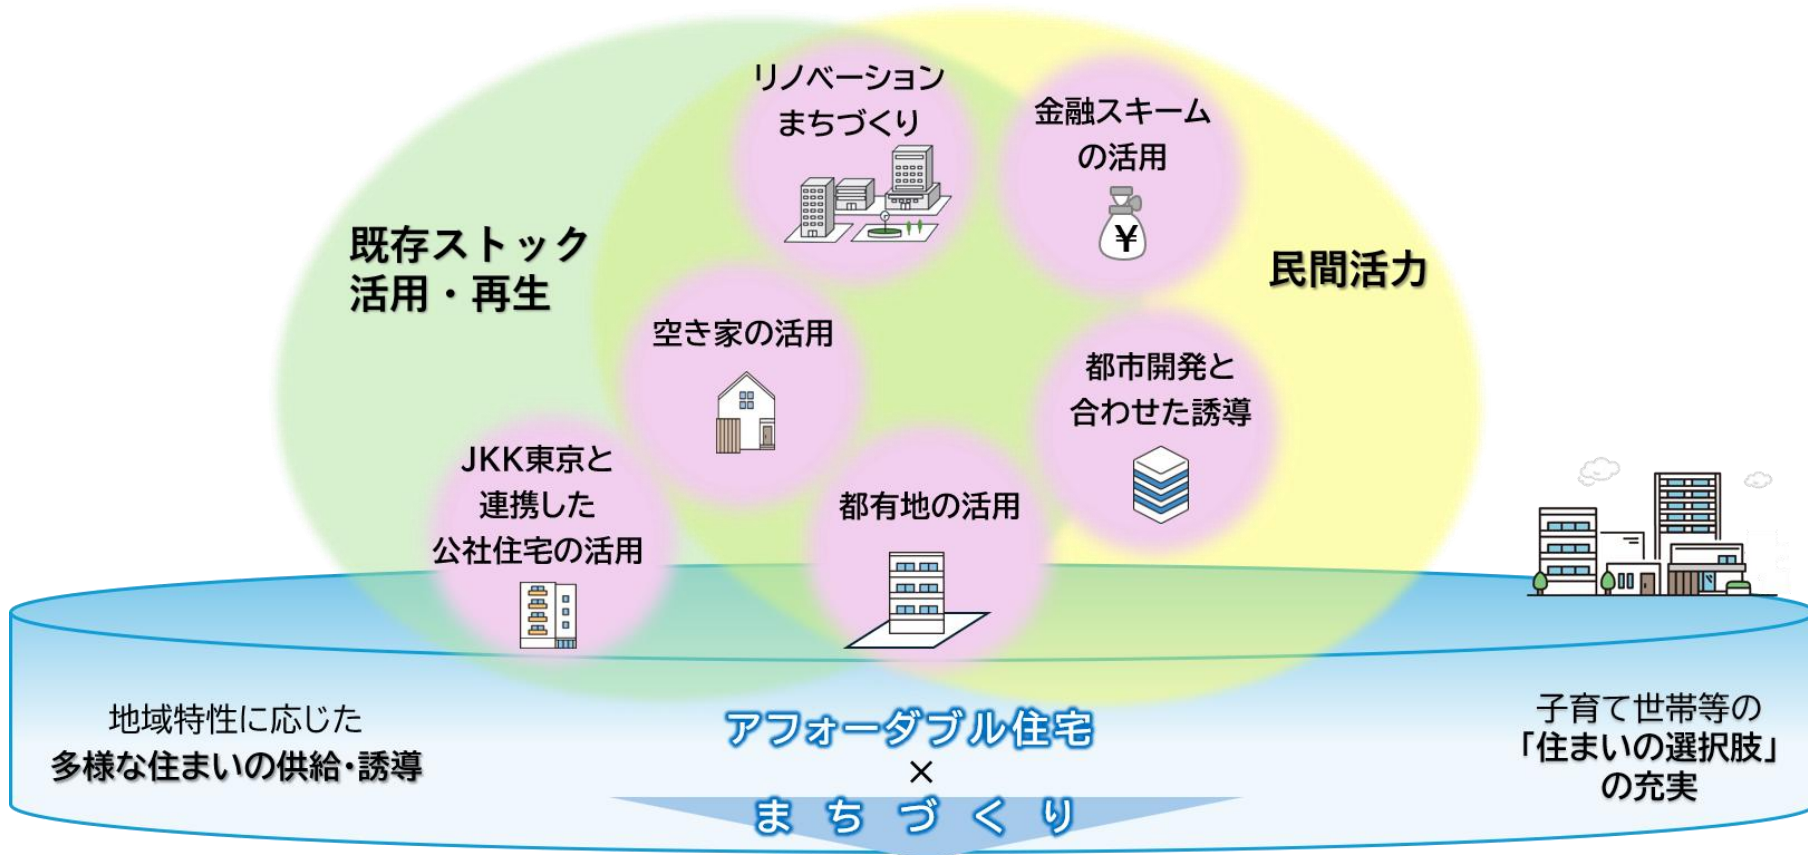 リノベーション
まちづくり
金融スキーム
の活用
¥
既存ストック
活用・再生
民間活力
空き家の活用
都市開発と
合わせた誘導
JKK東京と
連携した
公社住宅の活用
都有地の活用
地域特性に応じた
多様な住まいの供給・誘導
アフォーダブル住宅
×
まちづくり
子育て世帯等の
「住まいの選択肢」
の充実